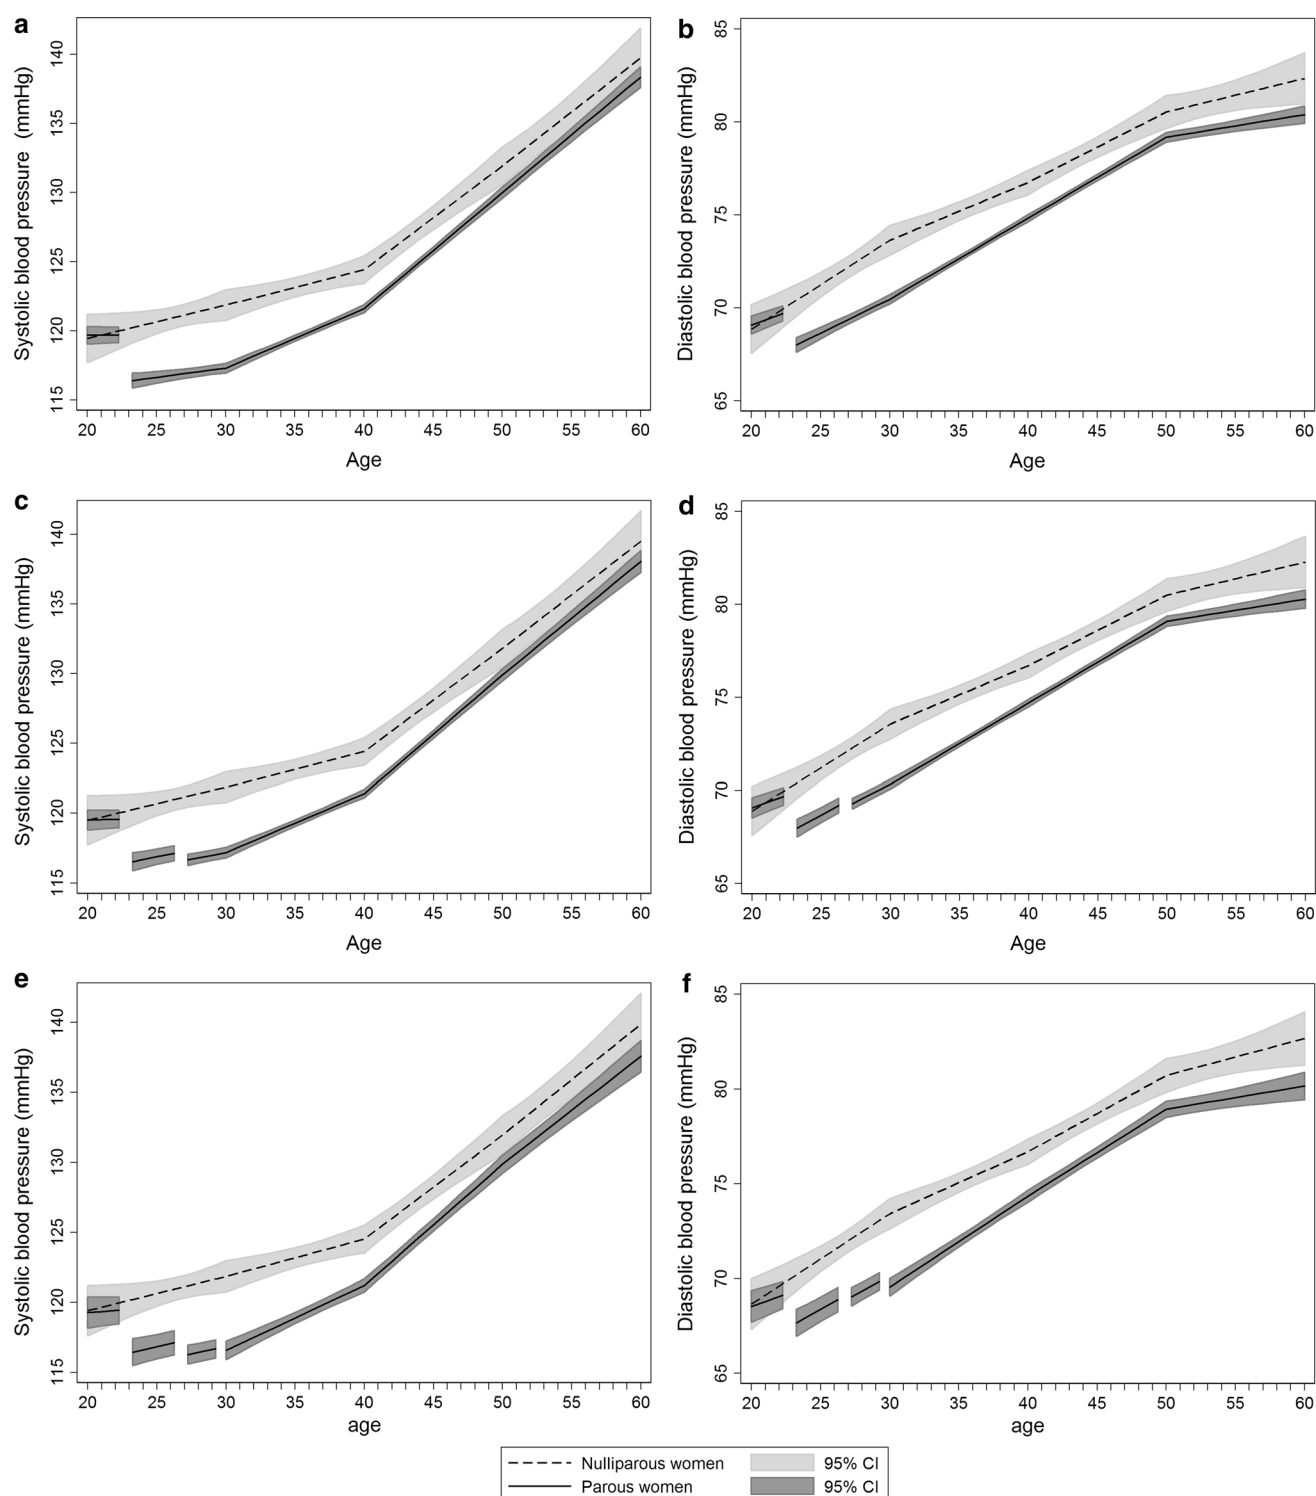 a
Systolic blood pressure (mmHg)
140
135
130
125
120
115
20 25 30 35 40 45 50 55 60
Age
b
Diastolic blood pressure (mmHg)
85
80
75
70
65
20 25 30 35 40 45 50 55 60
Age
c
Systolic blood pressure (mmHg)
140
135
130
125
120
115
20 25 30 35 40 45 50 55 60
Age
d
Diastolic blood pressure (mmHg)
85
80
75
70
65
20 25 30 35 40 45 50 55 60
Age
e
Systolic blood pressure (mmHg)
140
135
130
125
120
115
20 25 30 35 40 45 50 55 60
age
f
Diastolic blood pressure (mmHg)
85
80
75
70
65
20 25 30 35 40 45 50 55 60
age
Nulliparous women 95% CI
Parous women 95% CI